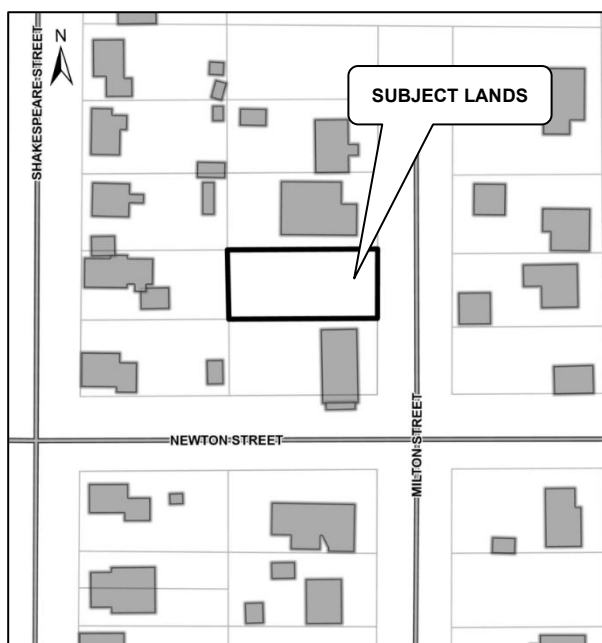 N
SHAKESPEARE STREET
SUBJECT LANDS
NEWTON STREET
MILTON STREET